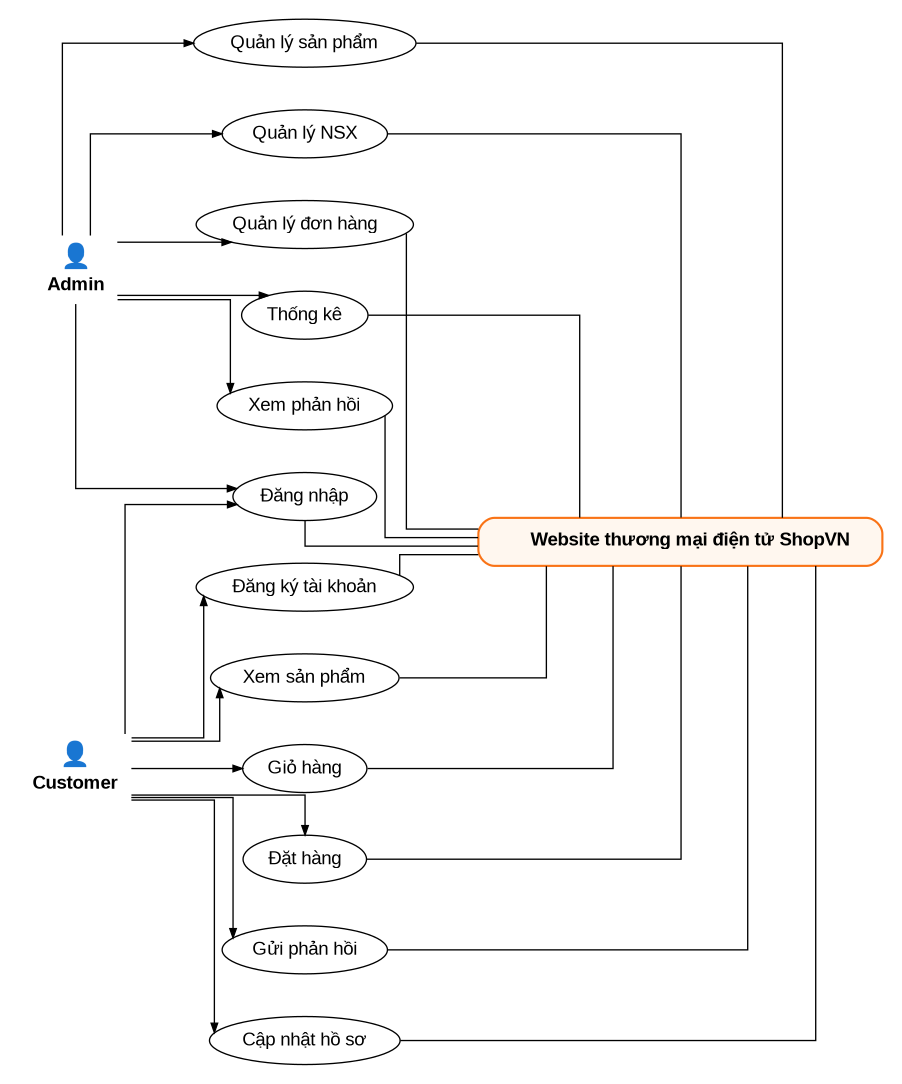 Quản lý sản phẩm
Quản lý NSX
Quản lý đơn hàng
Admin
Thống kê
Xem phản hồi
Đăng nhập
Website thương mại điện tử ShopVN
Đăng ký tài khoản
Xem sản phẩm
Customer
Giỏ hàng
Đặt hàng
Gửi phản hồi
Cập nhật hồ sơ